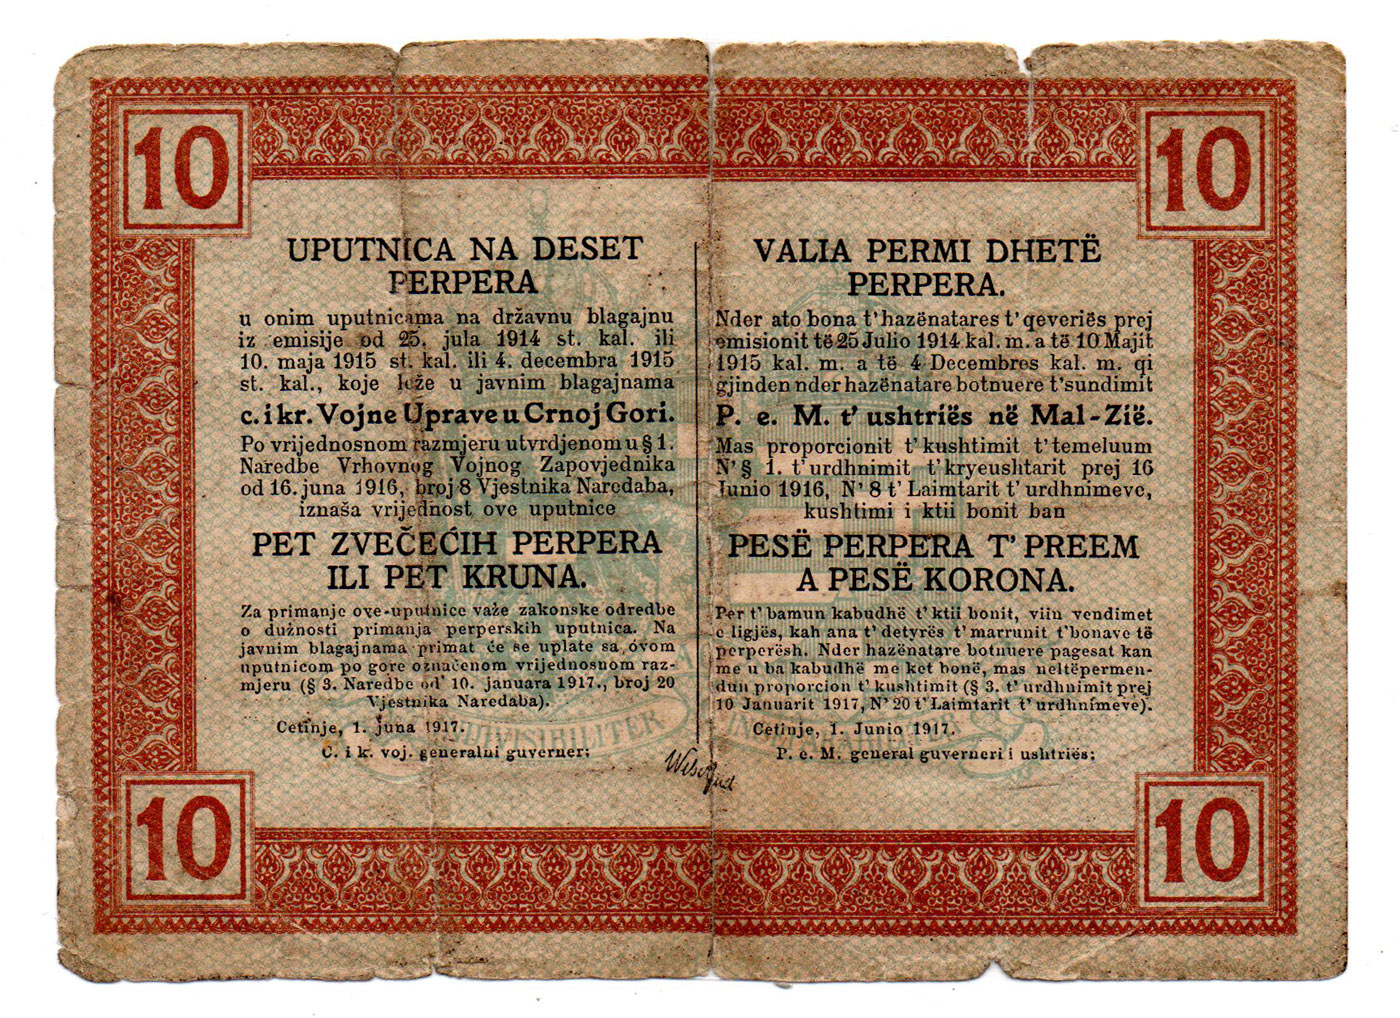 10
10
UPUTNICA NA DESET
PERPERA
u onim uputnicama na državnu blagajnu
iz emisije od 25. jula 1914 st. kal. ili
10. maja 1915 st. kal. ili 4. decembra 1915
st. kal., koje leže u javnim blagajnama
c. i kr. Vojne Uprave u Crnoj Gori.
Po vrijednosnom razmjeru utvrdjenom u § 1.
Naredbe Vrhovnog Vojnog Zapovjednika
od 16. juna 1916, broj 8 Vjestnika Naredaba,
iznaša vrijednost ove uputnice
PET ZVEČEĆIH PERPERA
ILI PET KRUNA.
Za primanje ove uputnice važe zakonske odredbe
o dužnosti primanja perperskih uputnica. Na
javnim blagajnama primat će se uplate sa ovom
uputnicom po gore označenom vrijednosnom raz-
mjeru (§ 3. Naredbe od 10. januara 1917., broj 20
Vjestnika Naredaba).
Cetinje, 1. juna 1917.
C. i k. voj. generalni guverner:
VALIA PERMI DHETË
PERPERA.
Nder ato bona t' hazënatares t' qeveriës prej
emisionit të 25 Julio 1914 kal. m. a të 10 Majit
1915 kal. m. a të 4 Decembres kal. m. qi
gjinden nder hazënatare botnuere t' sundimit
P. e. M. t' ushtriës në Mal-Zië.
Mas proporcionit t' kushtimit t' temeluum
N' § 1. t' urdhnimit t' kryeushtarit prej 16
Junio 1916, N' 8 t' Laimtarit t' urdhnimeve,
kushtimi i ktii bonit ban
PESË PERPERA T' PREEM
A PESË KORONA.
Per t' bamun kabudhë t' ktii bonit, viin vendimet
e ligjës, kah ana t' detyrës t' marrunit t' bonave të
perperësh. Nder hazënatare botnuere pagesat kan
me u ba kabudhë me ket bonë, mas neltëpermen-
dun proporcion t' kushtimit (§ 3. t' urdhnimit prej
10 Januarit 1917, N' 20 t' Laimtarit t' urdhnimeve).
Cetinje, 1. Junio 1917.
P. e M. general guverneri i ushtriës:
INDIVISIBILITER
10
10